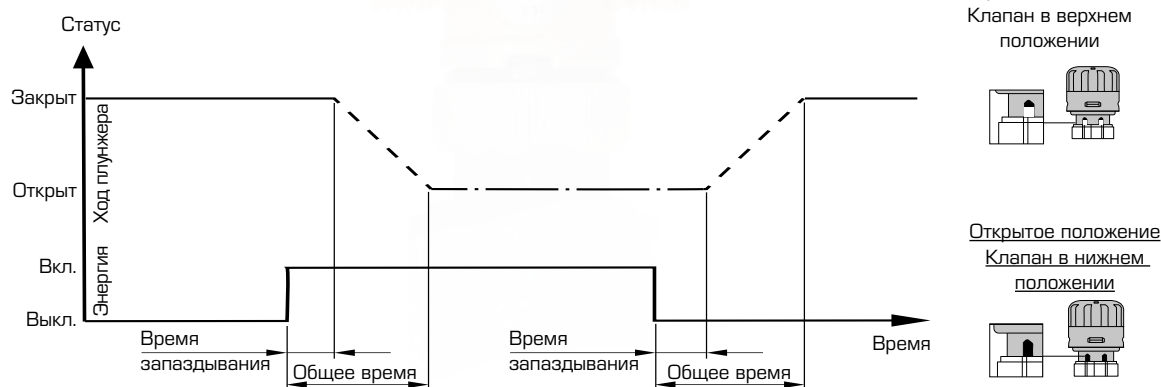 Статус
Закрыт
Открыт
Ход плунжера
Вкл.
Выкл.
Энергия
Время
запаздывания
Общее время
Время
запаздывания
Общее время
Время
Клапан в верхнем
положении
Открытое положение
Клапан в нижнем
положении